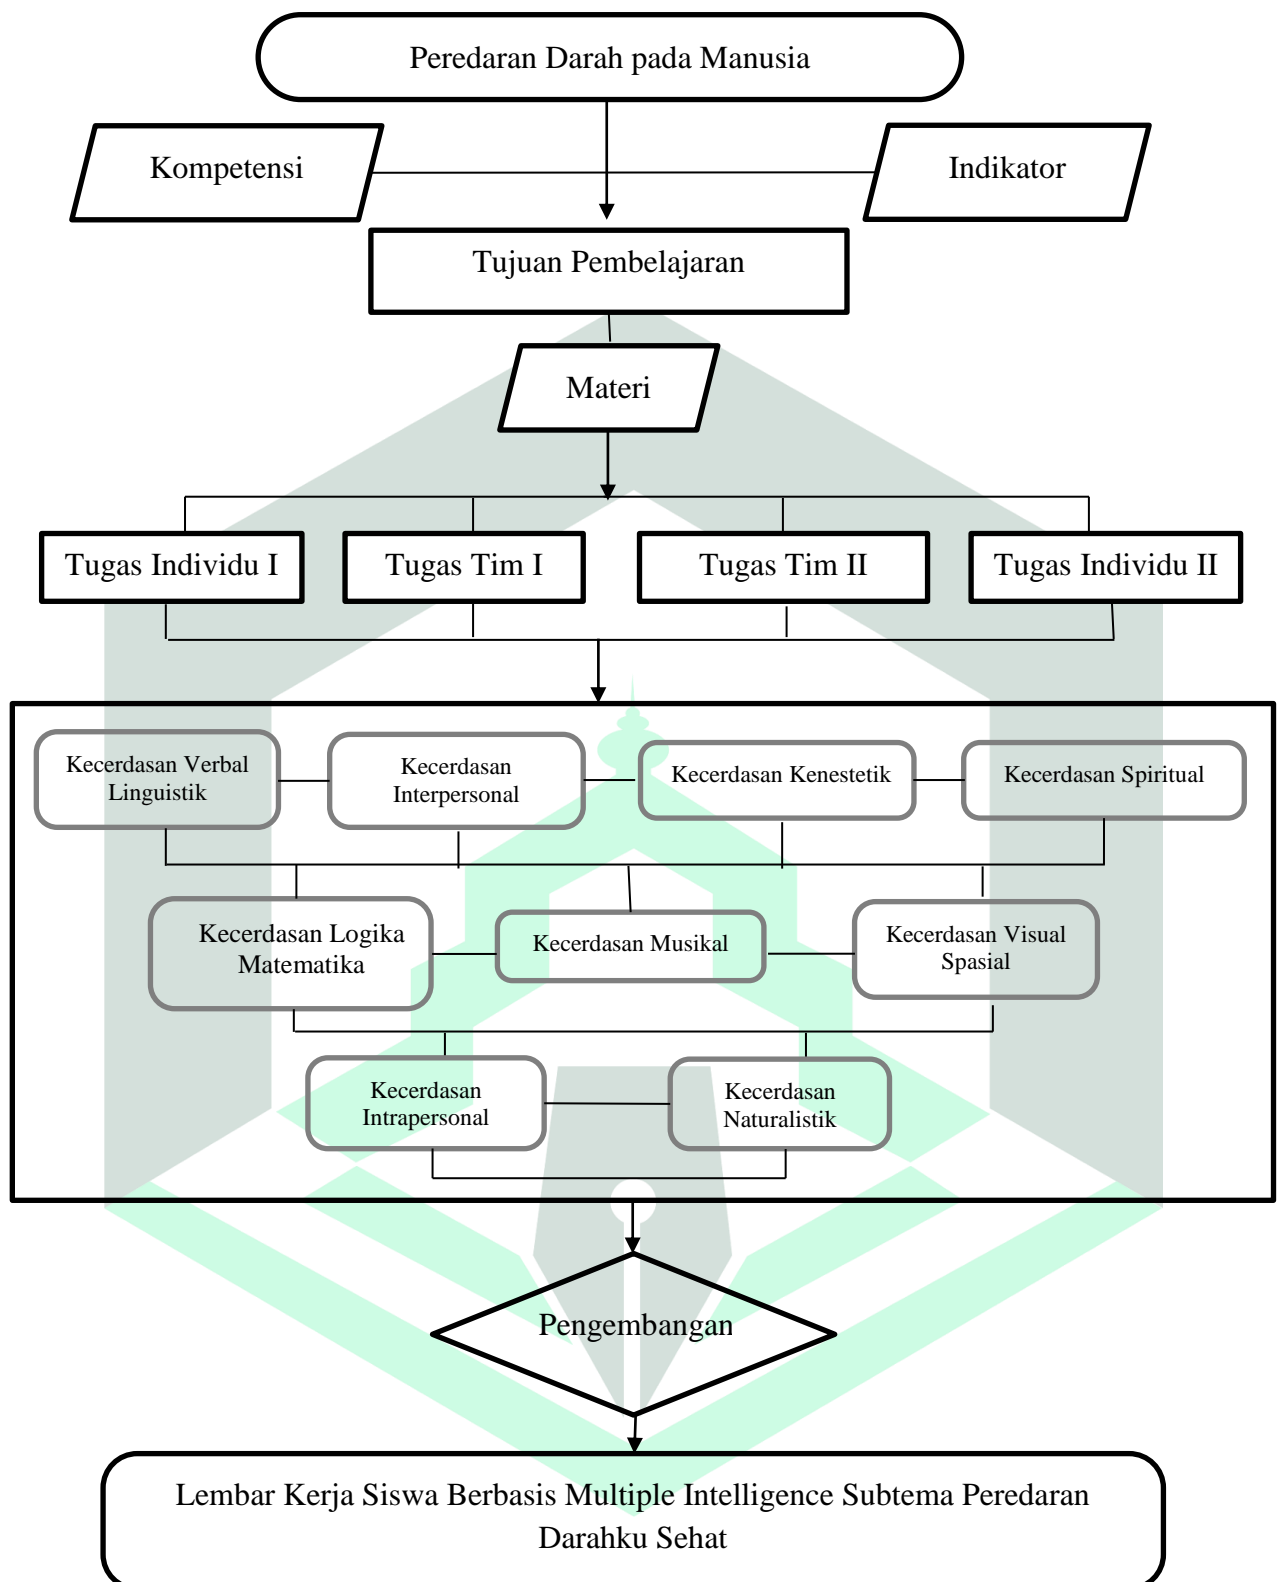 Peredaran Darah pada Manusia
Kompetensi
Indikator
Tujuan Pembelajaran
Materi
Tugas Individu I
Tugas Tim I
Tugas Tim II
Tugas Individu II
Kecerdasan Verbal
Linguistik
Kecerdasan
Interpersonal
Kecerdasan Kenestetik
Kecerdasan Spiritual
Kecerdasan Logika
Matematika
Kecerdasan Musikal
Kecerdasan Visual
Spasial
Kecerdasan
Intrapersonal
Kecerdasan
Naturalistik
Pengembangan
Lembar Kerja Siswa Berbasis Multiple Intelligence Subtema Peredaran
Darahku Sehat